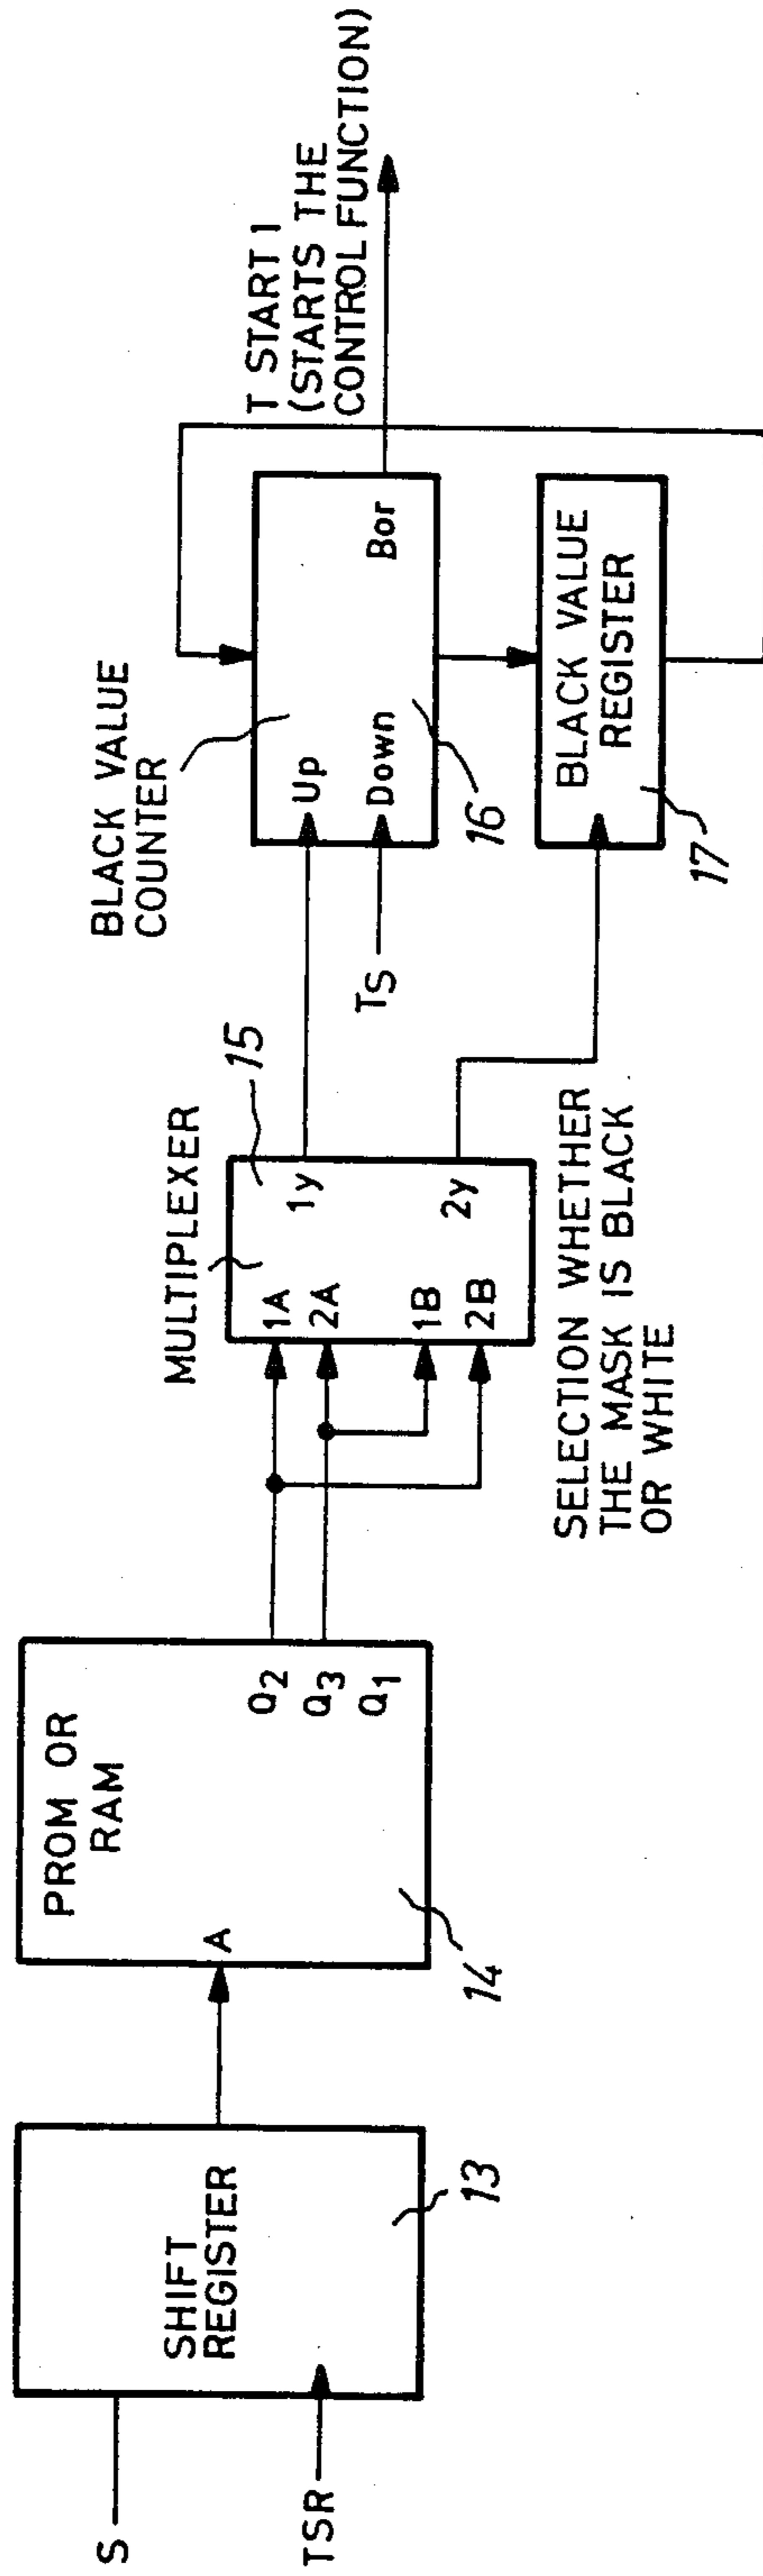 S
TSR
SHIFT
REGISTER
13
A
PROM OR
RAM
Q2
Q3
Q1
14
MULTIPLEXER
15
1A
2A
1B
2B
1y
2y
SELECTION WHETHER
THE MASK IS BLACK
OR WHITE
BLACK VALUE
COUNTER
Up
Down
Bor
TS
16
BLACK VALUE
REGISTER
17
T START 1
(STARTS THE
CONTROL FUNCTION)